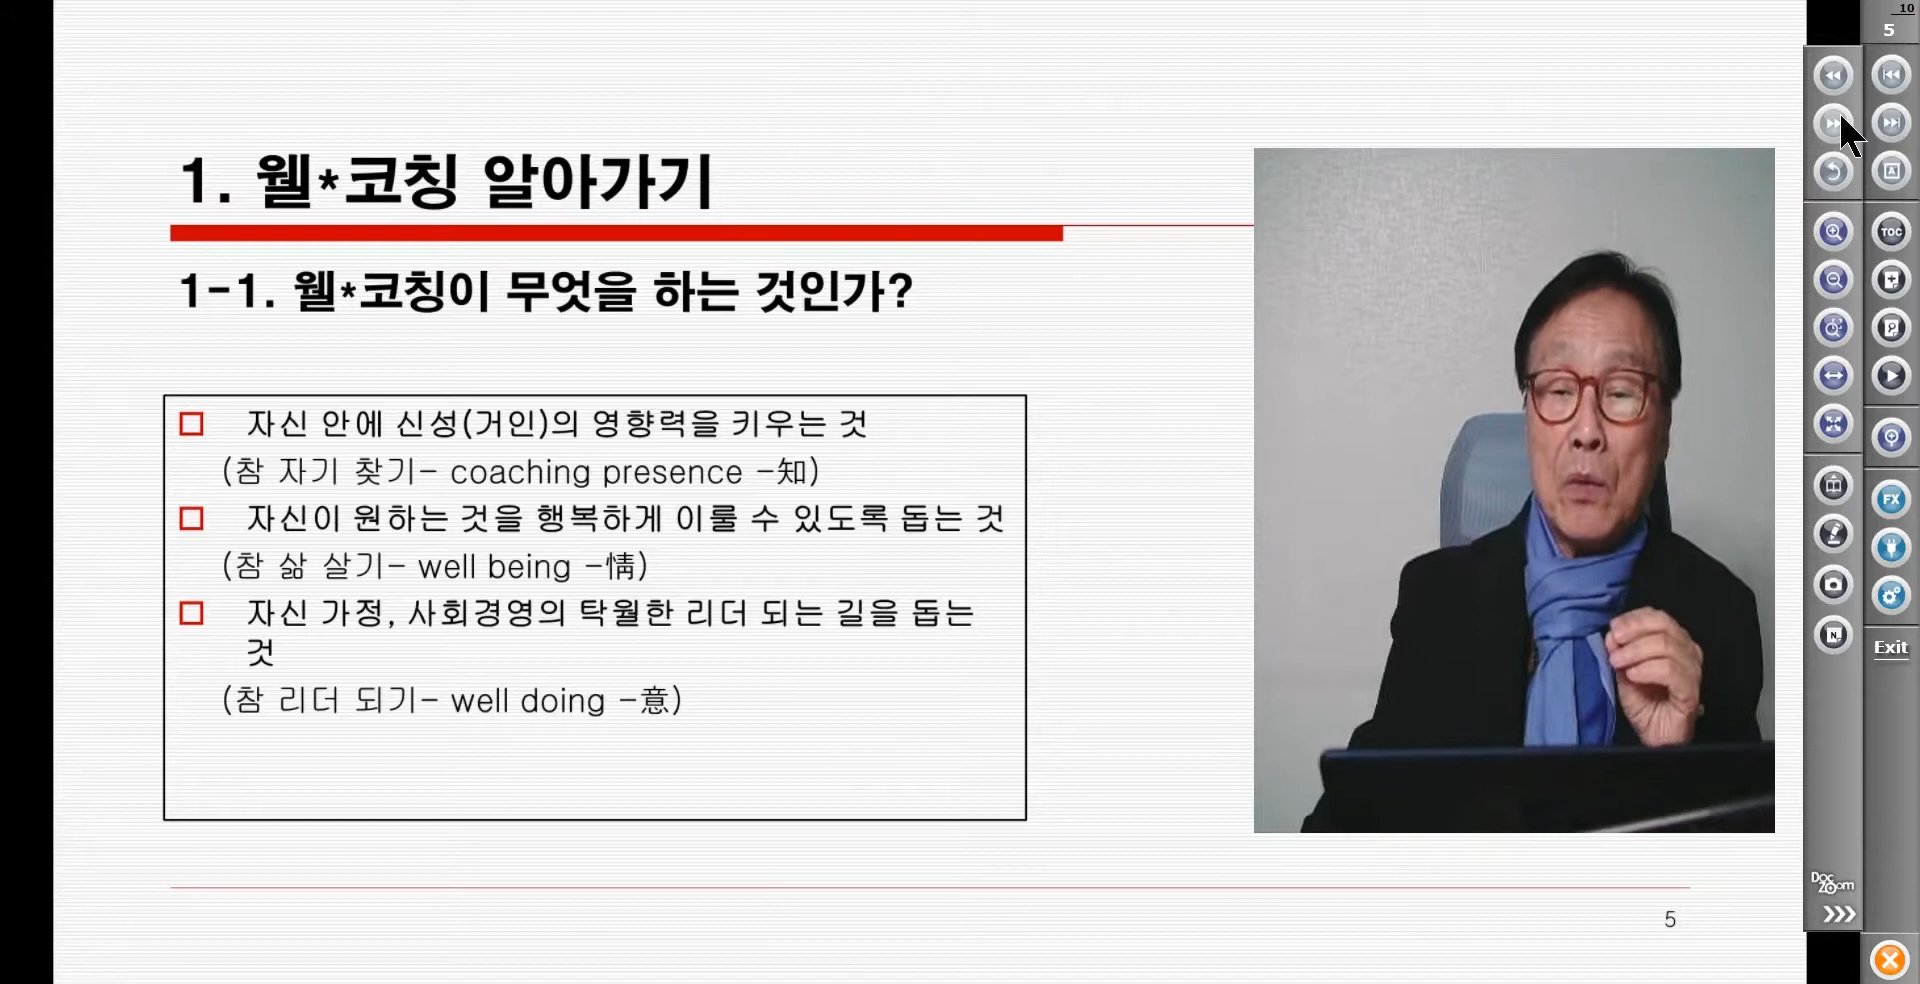 10
5
1. 웰*코칭 알아가기
1-1. 웰*코칭이 무엇을 하는 것인가?
자신 안에 신성(거인)의 영향력을 키우는 것
(참 자기 찾기- coaching presence -知)
자신이 원하는 것을 행복하게 이룰 수 있도록 돕는 것
(참 삶 살기- well being -情)
자신 가정, 사회경영의 탁월한 리더 되는 길을 돕는
것
(참 리더 되기- well doing -意)
5
A
TOC
FX
N
Exit
Doc
Zoom